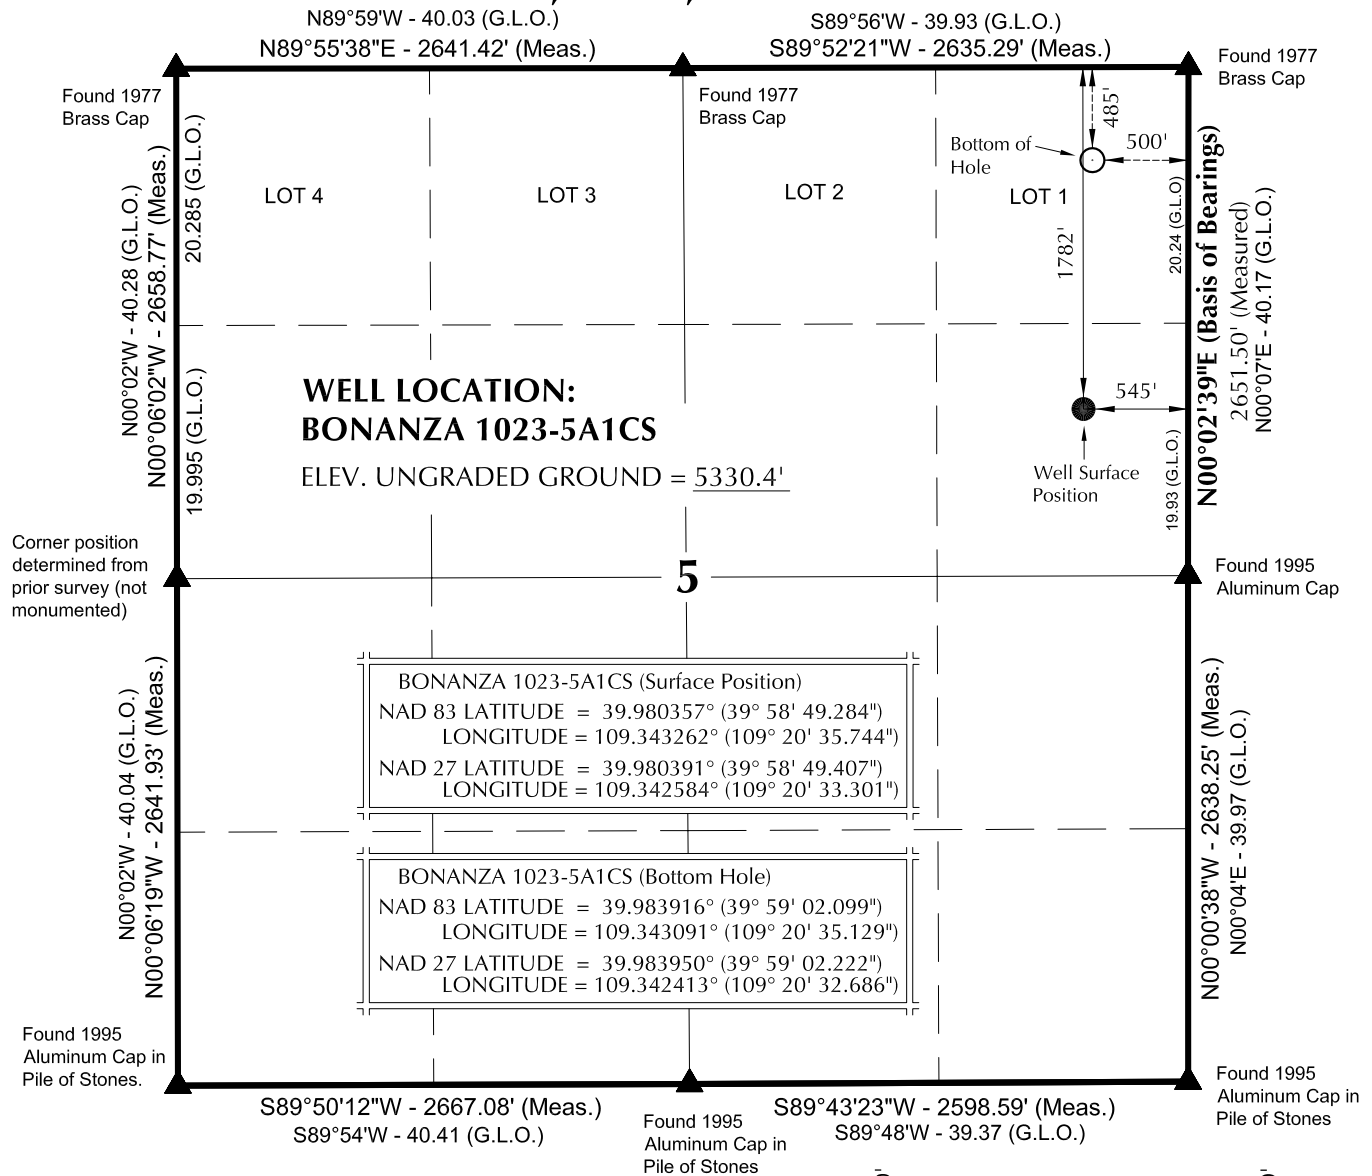 N89°59'W - 40.03 (G.L.O.)
N89°55'38"E - 2641.42' (Meas.)
S89°56'W - 39.93 (G.L.O.)
S89°52'21"W - 2635.29' (Meas.)
Found 1977
Brass Cap
Found 1977
Brass Cap
Found 1977
Brass Cap
LOT 4
LOT 3
LOT 2
LOT 1
Bottom of
Hole
485'
500'
1782'
545'
Well Surface
Position
20.24 (G.L.O)
19.93 (G.L.O.)
N00°02'39"E (Basis of Bearings)
2651.50' (Measured)
N00°07'E - 40.17 (G.L.O.)
N00°02'W - 40.28 (G.L.O.)
N00°06'02"W - 2658.77' (Meas.)
20.285 (G.L.O.)
19.995 (G.L.O.)
WELL LOCATION:
BONANZA 1023-5A1CS
ELEV. UNGRADED GROUND = 5330.4'
Corner position
determined from
prior survey (not
monumented)
5
Found 1995
Aluminum Cap
BONANZA 1023-5A1CS (Surface Position)
NAD 83 LATITUDE = 39.980357° (39° 58' 49.284")
LONGITUDE = 109.343262° (109° 20' 35.744")
NAD 27 LATITUDE = 39.980391° (39° 58' 49.407")
LONGITUDE = 109.342584° (109° 20' 33.301")
BONANZA 1023-5A1CS (Bottom Hole)
NAD 83 LATITUDE = 39.983916° (39° 59' 02.099")
LONGITUDE = 109.343091° (109° 20' 35.129")
NAD 27 LATITUDE = 39.983950° (39° 59' 02.222")
LONGITUDE = 109.342413° (109° 20' 32.686")
N00°02'W - 40.04 (G.L.O.)
N00°06'19"W - 2641.93' (Meas.)
N00°00'38"W - 2638.25' (Meas.)
N00°04'E - 39.97 (G.L.O.)
Found 1995
Aluminum Cap in
Pile of Stones.
S89°50'12"W - 2667.08' (Meas.)
S89°54'W - 40.41 (G.L.O.)
Found 1995
Aluminum Cap in
Pile of Stones
S89°43'23"W - 2598.59' (Meas.)
S89°48'W - 39.37 (G.L.O.)
Found 1995
Aluminum Cap in
Pile of Stones